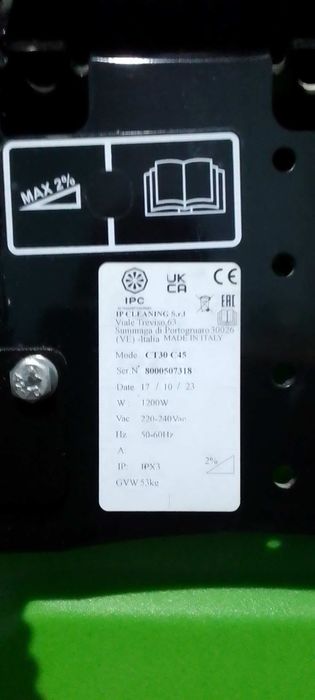 MAX 2%
UK
CA
CE
IPC
EAC
IP CLEANING S.r.l
Viale Treviso,63
Summaga di Portogruaro 30026
(VE) -Italia MADE IN ITALY
Mode CT30 C45
Ser N° 8000507318
Date 17 / 10 / 23
W : 1200W
Vac 220-240Vac
Hz 50-60Hz
A:
IP: IPX3
2%
GVW 53kg